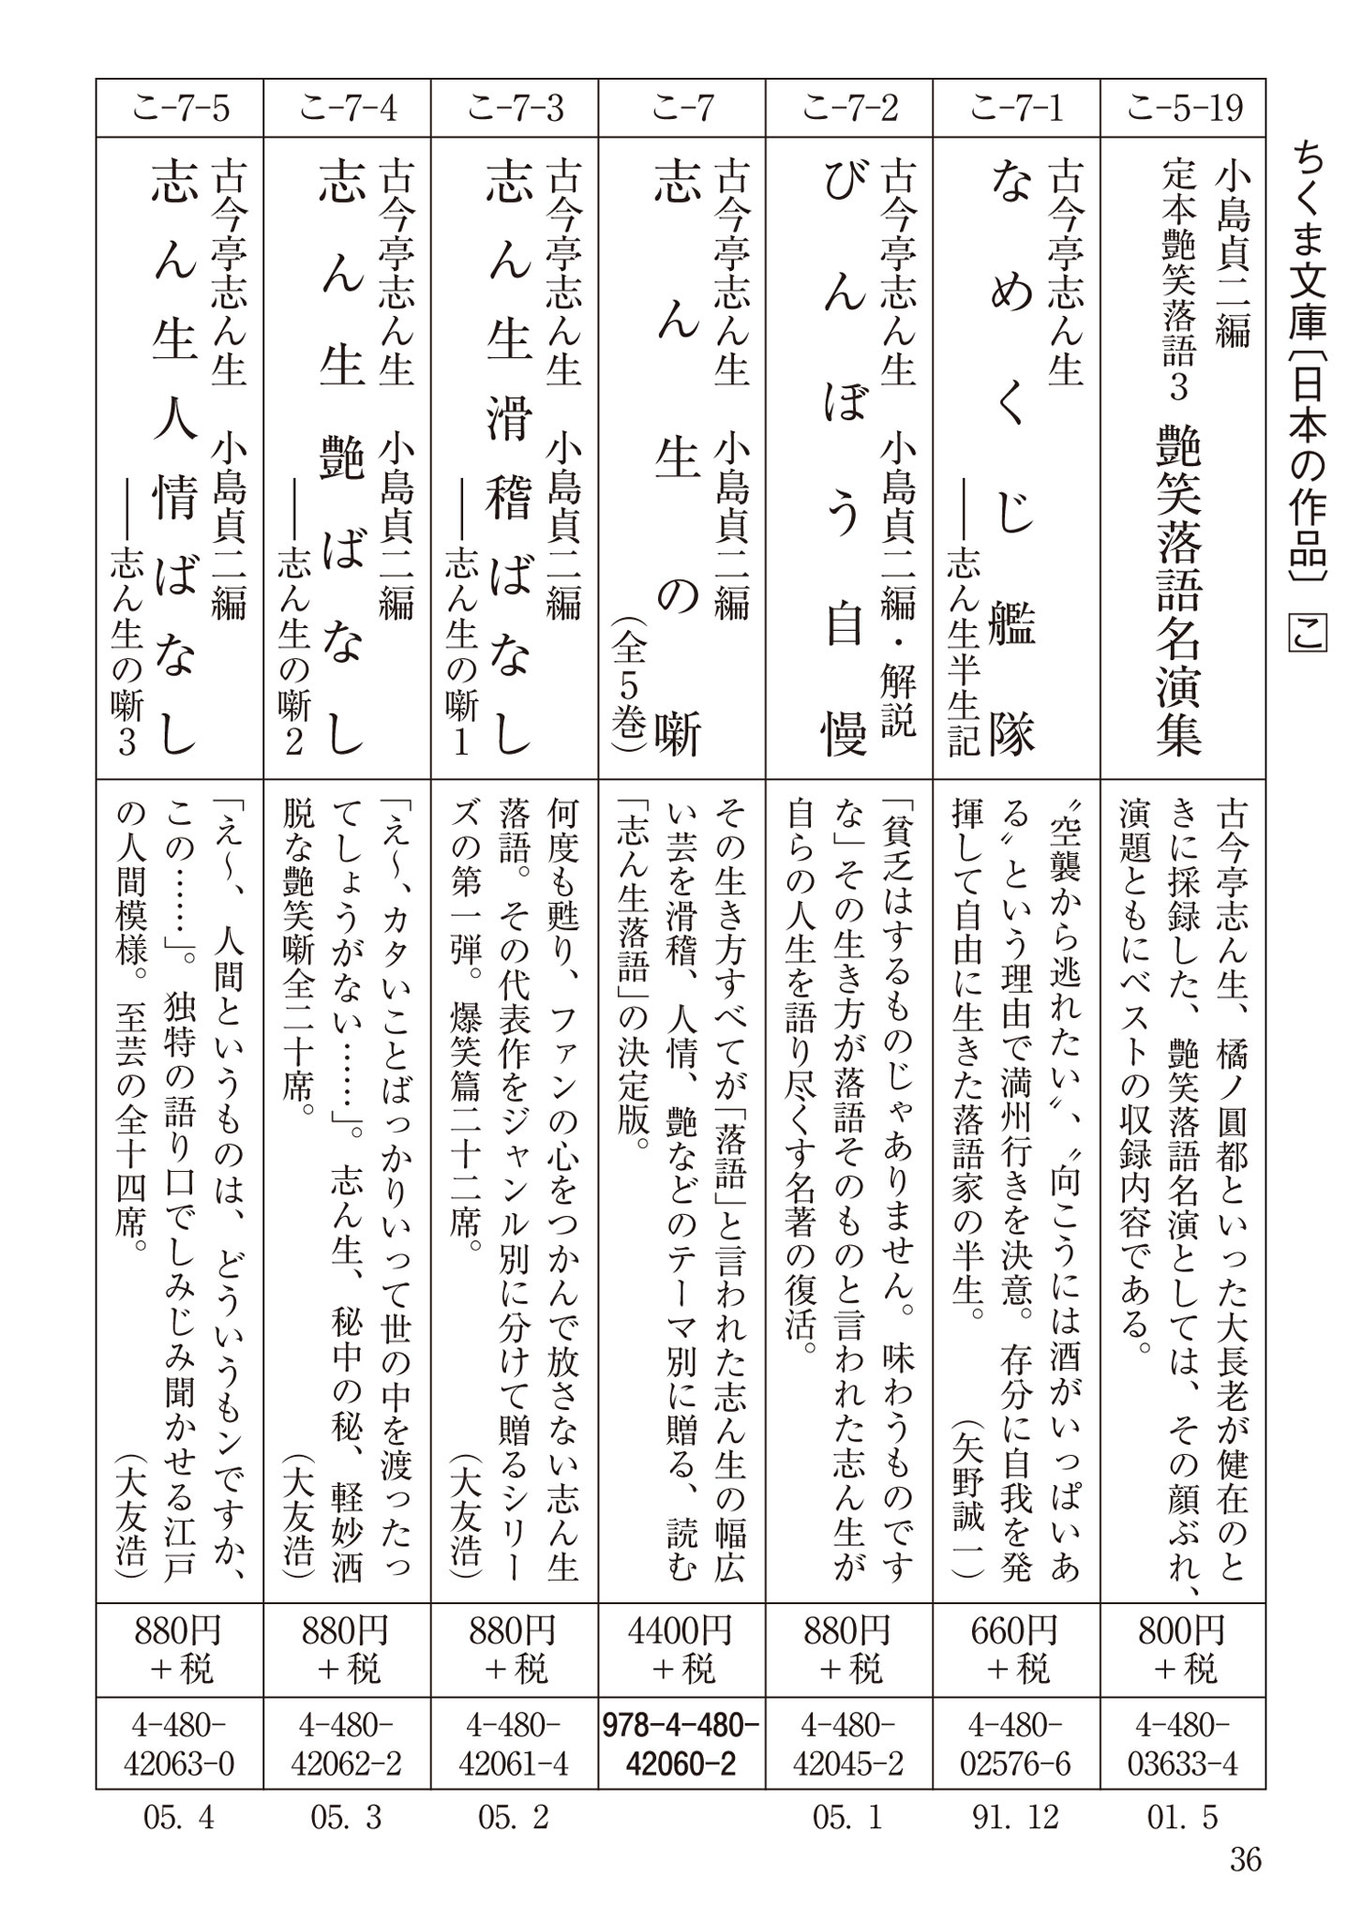 ちくま文庫〔日本の作品〕 こ
こ-5-19
小島貞二編
定本艶笑落語3 艶笑落語名演集
古今亭志ん生、橘ノ圓都といった大長老が健在のと
きに採録した、艶笑落語名演としては、その顔ぶれ、
演題ともにベストの収録内容である。
800円
+税
4-480-
03633-4
01. 5
こ-7-1
古今亭志ん生
なめくじ艦隊
――志ん生半生記
〝空襲から逃れたい〟、〝向こうには酒がいっぱいあ
る〟という理由で満州行きを決意。存分に自我を発
揮して自由に生きた落語家の半生。 (矢野誠一)
660円
+税
4-480-
02576-6
91. 12
こ-7-2
古今亭志ん生 小島貞二編・解説
びんぼう自慢
「貧乏はするものじゃありません。味わうものです
な」その生き方が落語そのものと言われた志ん生が
自らの人生を語り尽くす名著の復活。
880円
+税
4-480-
42045-2
05. 1
こ-7
古今亭志ん生 小島貞二編
志ん生の噺
(全5巻)
その生き方すべてが「落語」と言われた志ん生の幅広
い芸を滑稽、人情、艶などのテーマ別に贈る、読む
「志ん生落語」の決定版。
4400円
+税
978-4-480-
42060-2
こ-7-3
古今亭志ん生 小島貞二編
志ん生滑稽ばなし
――志ん生の噺1
何度も甦り、ファンの心をつかんで放さない志ん生
落語。その代表作をジャンル別に分けて贈るシリー
ズの第一弾。爆笑篇二十二席。 (大友浩)
880円
+税
4-480-
42061-4
05. 2
こ-7-4
古今亭志ん生 小島貞二編
志ん生艶ばなし
――志ん生の噺2
「え〜、カタいことばっかりいって世の中を渡ったっ
てしょうがない……」。志ん生、秘中の秘、軽妙洒
脱な艶笑噺全二十席。 (大友浩)
880円
+税
4-480-
42062-2
05. 3
こ-7-5
古今亭志ん生 小島貞二編
志ん生人情ばなし
――志ん生の噺3
「え〜、人間というものは、どういうもンですか、
この……」。独特の語り口でしみじみ聞かせる江戸
の人間模様。至芸の全十四席。 (大友浩)
880円
+税
4-480-
42063-0
05. 4
36